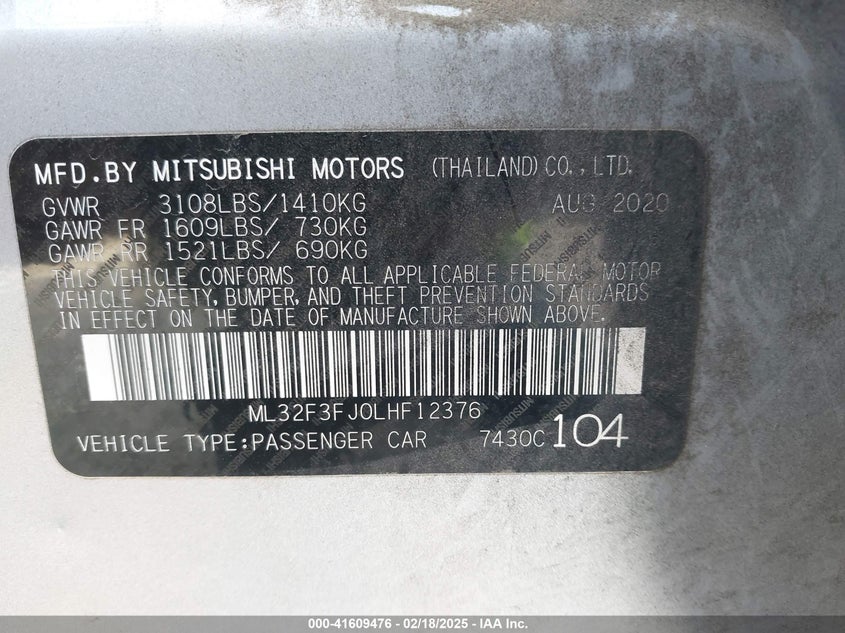 MFD.BY MITSUBISHI MOTORS (THAILAND)CO.,LTD.
GVWR 3108LBS/1410KG AUG 2020
GAWR FR 1609LBS/ 730KG
GAWR RR 1521LBS/ 690KG
THIS VEHICLE CONFORMS TO ALL APPLICABLE FEDERAL MOTOR
VEHICLE SAFETY, BUMPER, AND THEFT PREVENTION STANDARDS
IN EFFECT ON THE DATE OF MANUFACTURE SHOWN ABOVE.
ML32F3FJ0LHF12376
VEHICLE TYPE:PASSENGER CAR 7430C 104
000-41609476 - 02/18/2025 - IAA Inc.